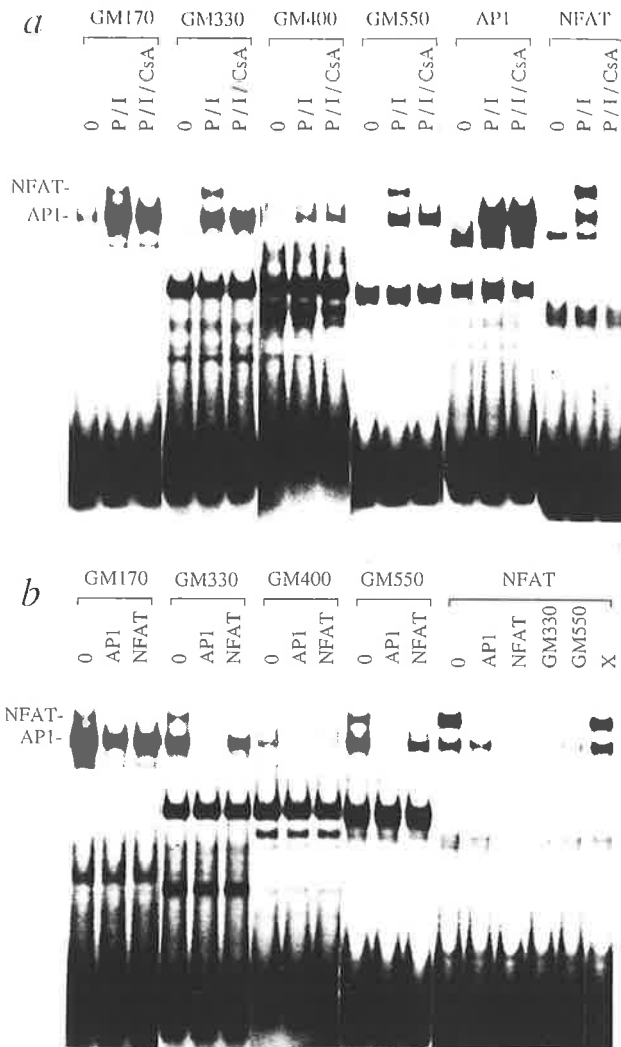 a
GM170 GM330 GM400 GM550 AP1 NFAT
0 P/I P/I/CsA 0 P/I P/I/CsA 0 P/I P/I/CsA 0 P/I P/I/CsA 0 P/I P/I/CsA 0 P/I P/I/CsA
NFAT-
AP1-
b
GM170 GM330 GM400 GM550 NFAT
0 AP1 NFAT 0 AP1 NFAT 0 AP1 NFAT 0 AP1 NFAT 0 AP1 NFAT GM330 GM550 X
NFAT-
AP1-